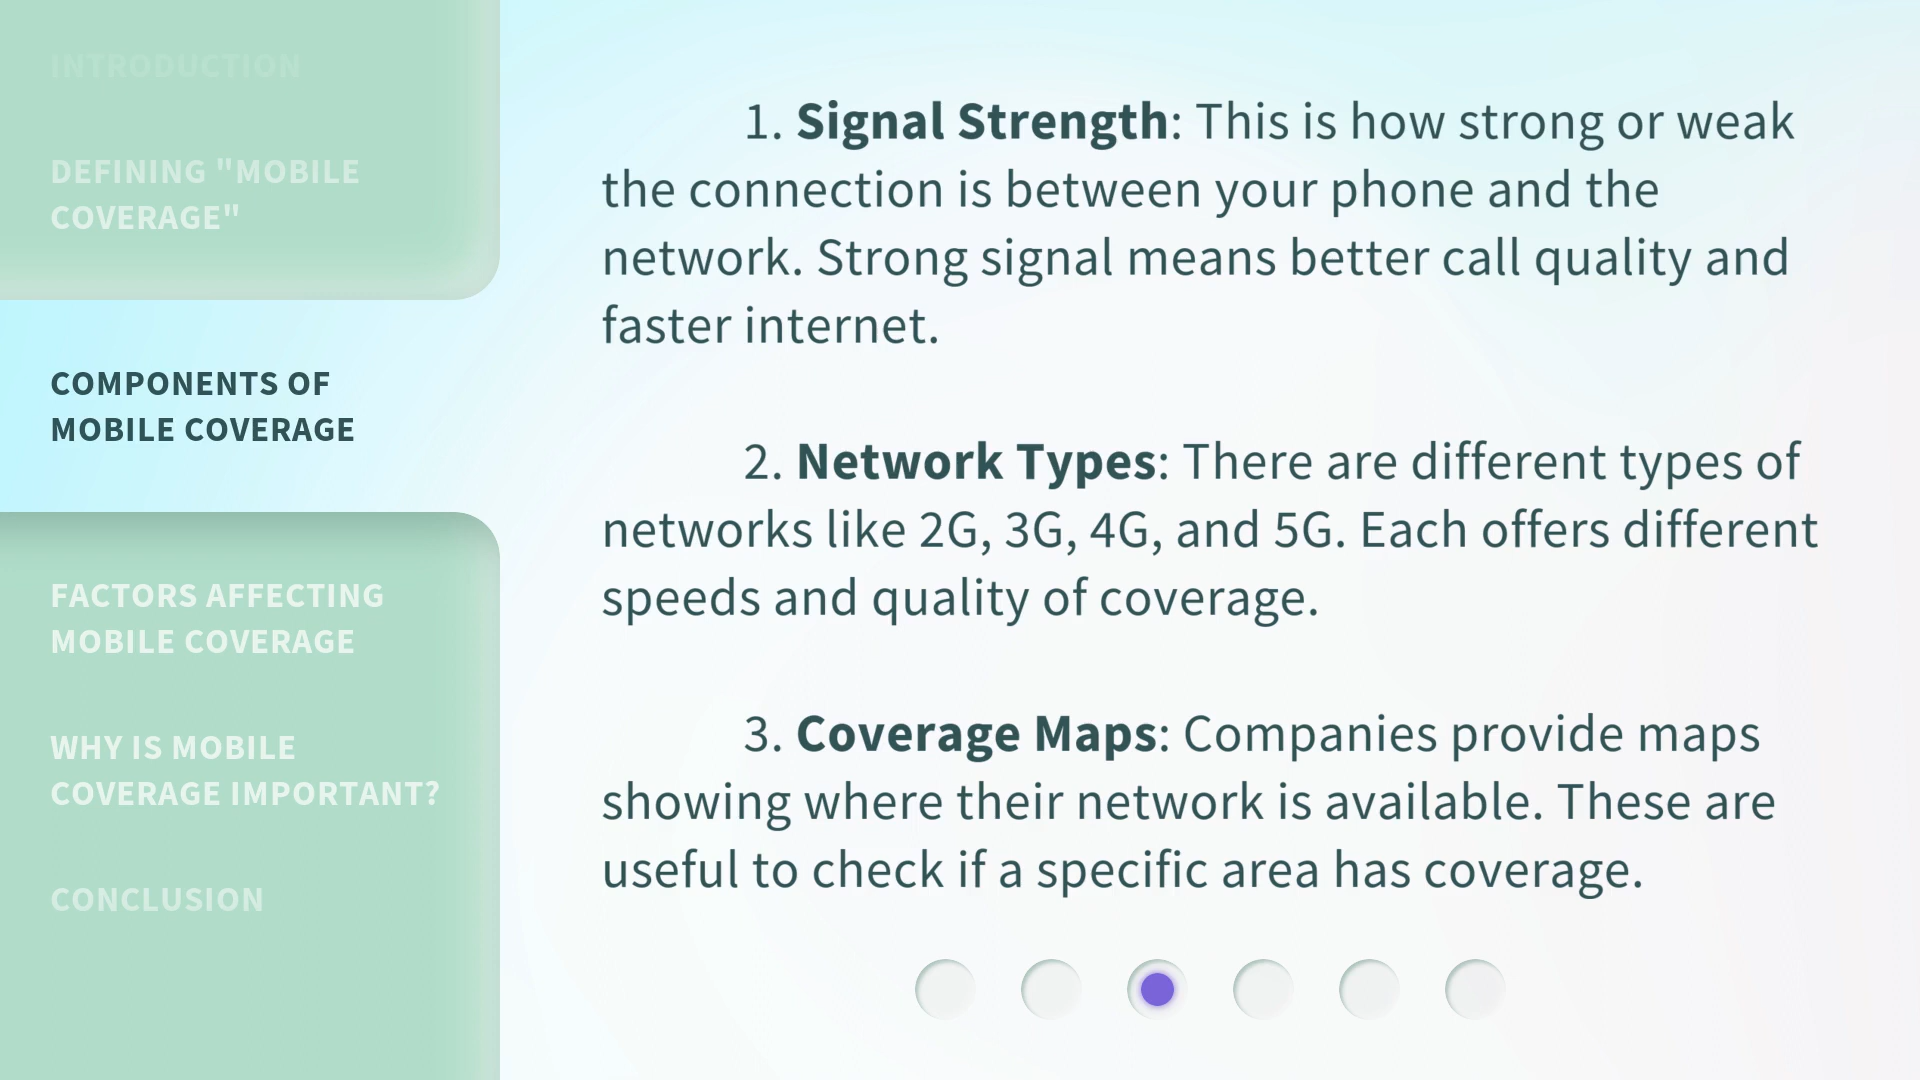 INTRODUCTION
DEFINING "MOBILE
COVERAGE"
COMPONENTS OF
MOBILE COVERAGE
FACTORS AFFECTING
MOBILE COVERAGE
WHY IS MOBILE
COVERAGE IMPORTANT?
CONCLUSION
1. Signal Strength: This is how strong or weak
the connection is between your phone and the
network. Strong signal means better call quality and
faster internet.
2. Network Types: There are different types of
networks like 2G, 3G, 4G, and 5G. Each offers different
speeds and quality of coverage.
3. Coverage Maps: Companies provide maps
showing where their network is available. These are
useful to check if a specific area has coverage.